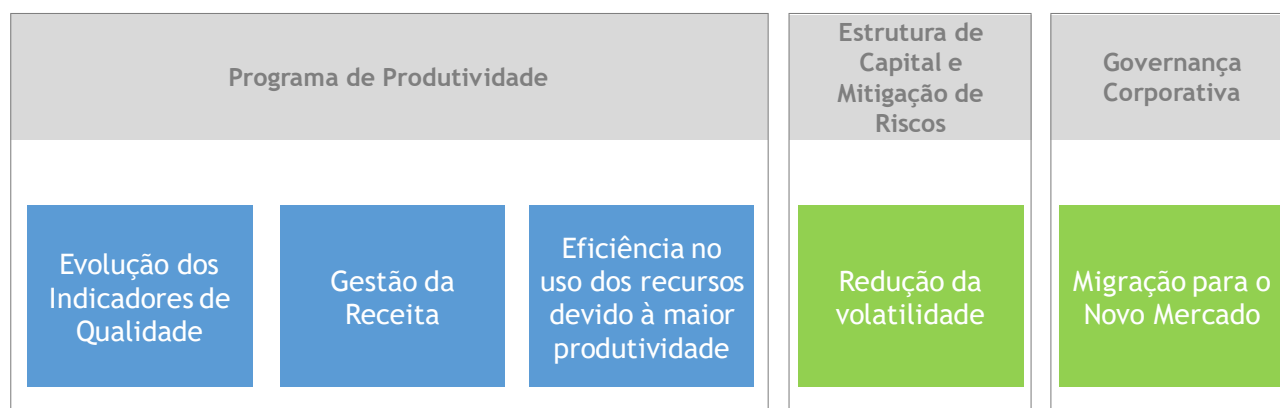 Programa de Produtividade
Estrutura de
Capital e
Mitigação de
Riscos
Governança
Corporativa
Evolução dos
Indicadores de
Qualidade
Gestão da
Receita
Eficiência no
uso dos recursos
devido à maior
produtividade
Redução da
volatilidade
Migração para o
Novo Mercado